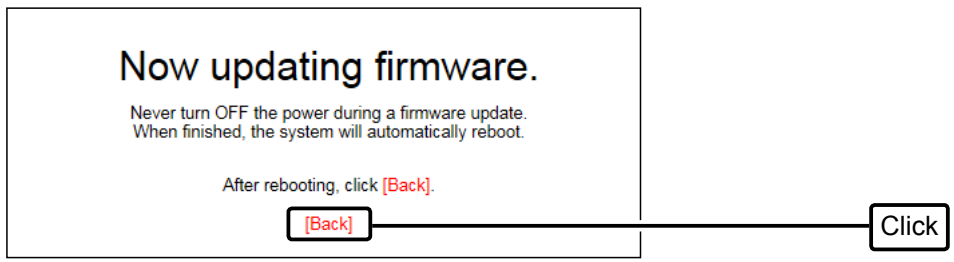 Now updating firmware.
Never turn OFF the power during a firmware update.
When finished, the system will automatically reboot.
After rebooting, click [Back].
[Back]
Click